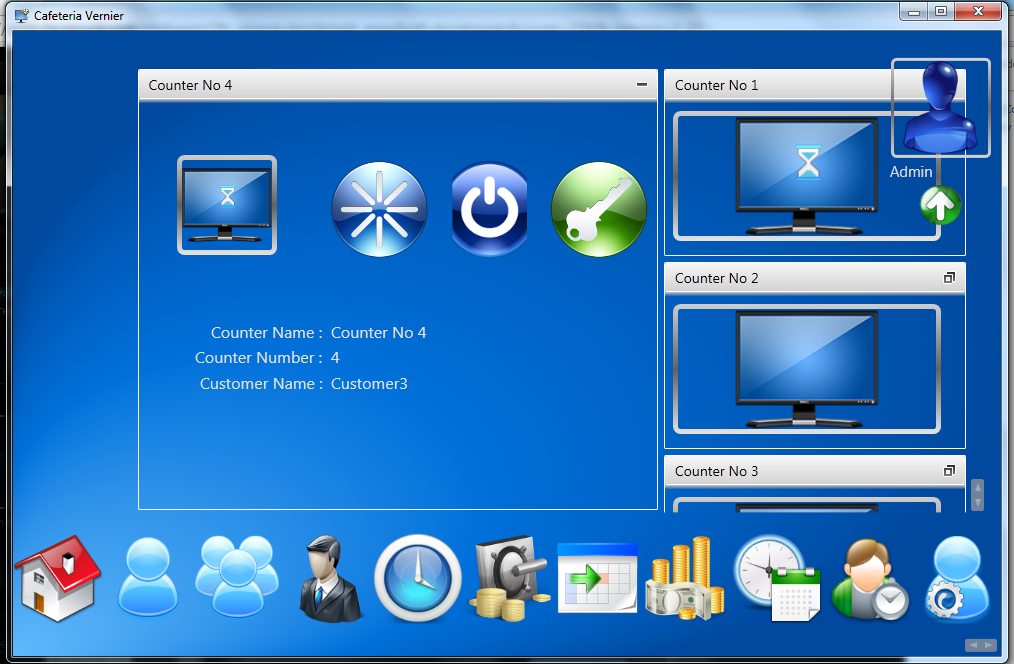 Cafeteria Vernier
Counter No 4
Counter No 1
Admin
Counter Name : Counter No 4
Counter Number : 4
Customer Name : Customer3
Counter No 2
Counter No 3